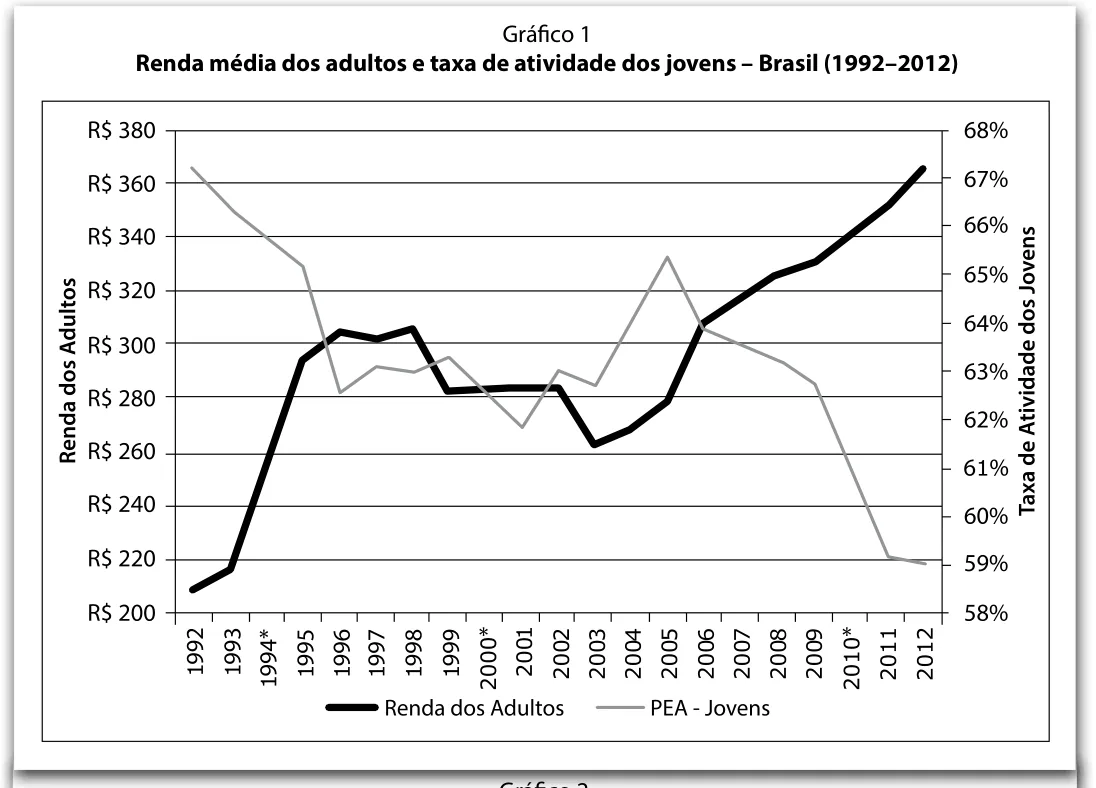 Gráfico 1
Renda média dos adultos e taxa de atividade dos jovens – Brasil (1992–2012)
R$ 380
R$ 360
R$ 340
R$ 320
R$ 300
R$ 280
R$ 260
R$ 240
R$ 220
R$ 200
Renda dos Adultos
68%
67%
66%
65%
64%
63%
62%
61%
60%
59%
58%
Taxa de Atividade dos Jovens
1992
1993
1994*
1995
1996
1997
1998
1999
2000*
2001
2002
2003
2004
2005
2006
2007
2008
2009
2010*
2011
2012
Renda dos Adultos
PEA - Jovens
Gráfico 2